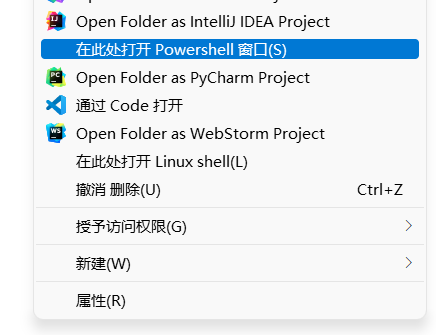 Open Folder as IntelliJ IDEA Project
在此处打开 Powershell 窗口(S)
Open Folder as PyCharm Project
通过 Code 打开
Open Folder as WebStorm Project
在此处打开 Linux shell(L)
撤消 删除(U) Ctrl+Z
授予访问权限(G)
新建(W)
属性(R)